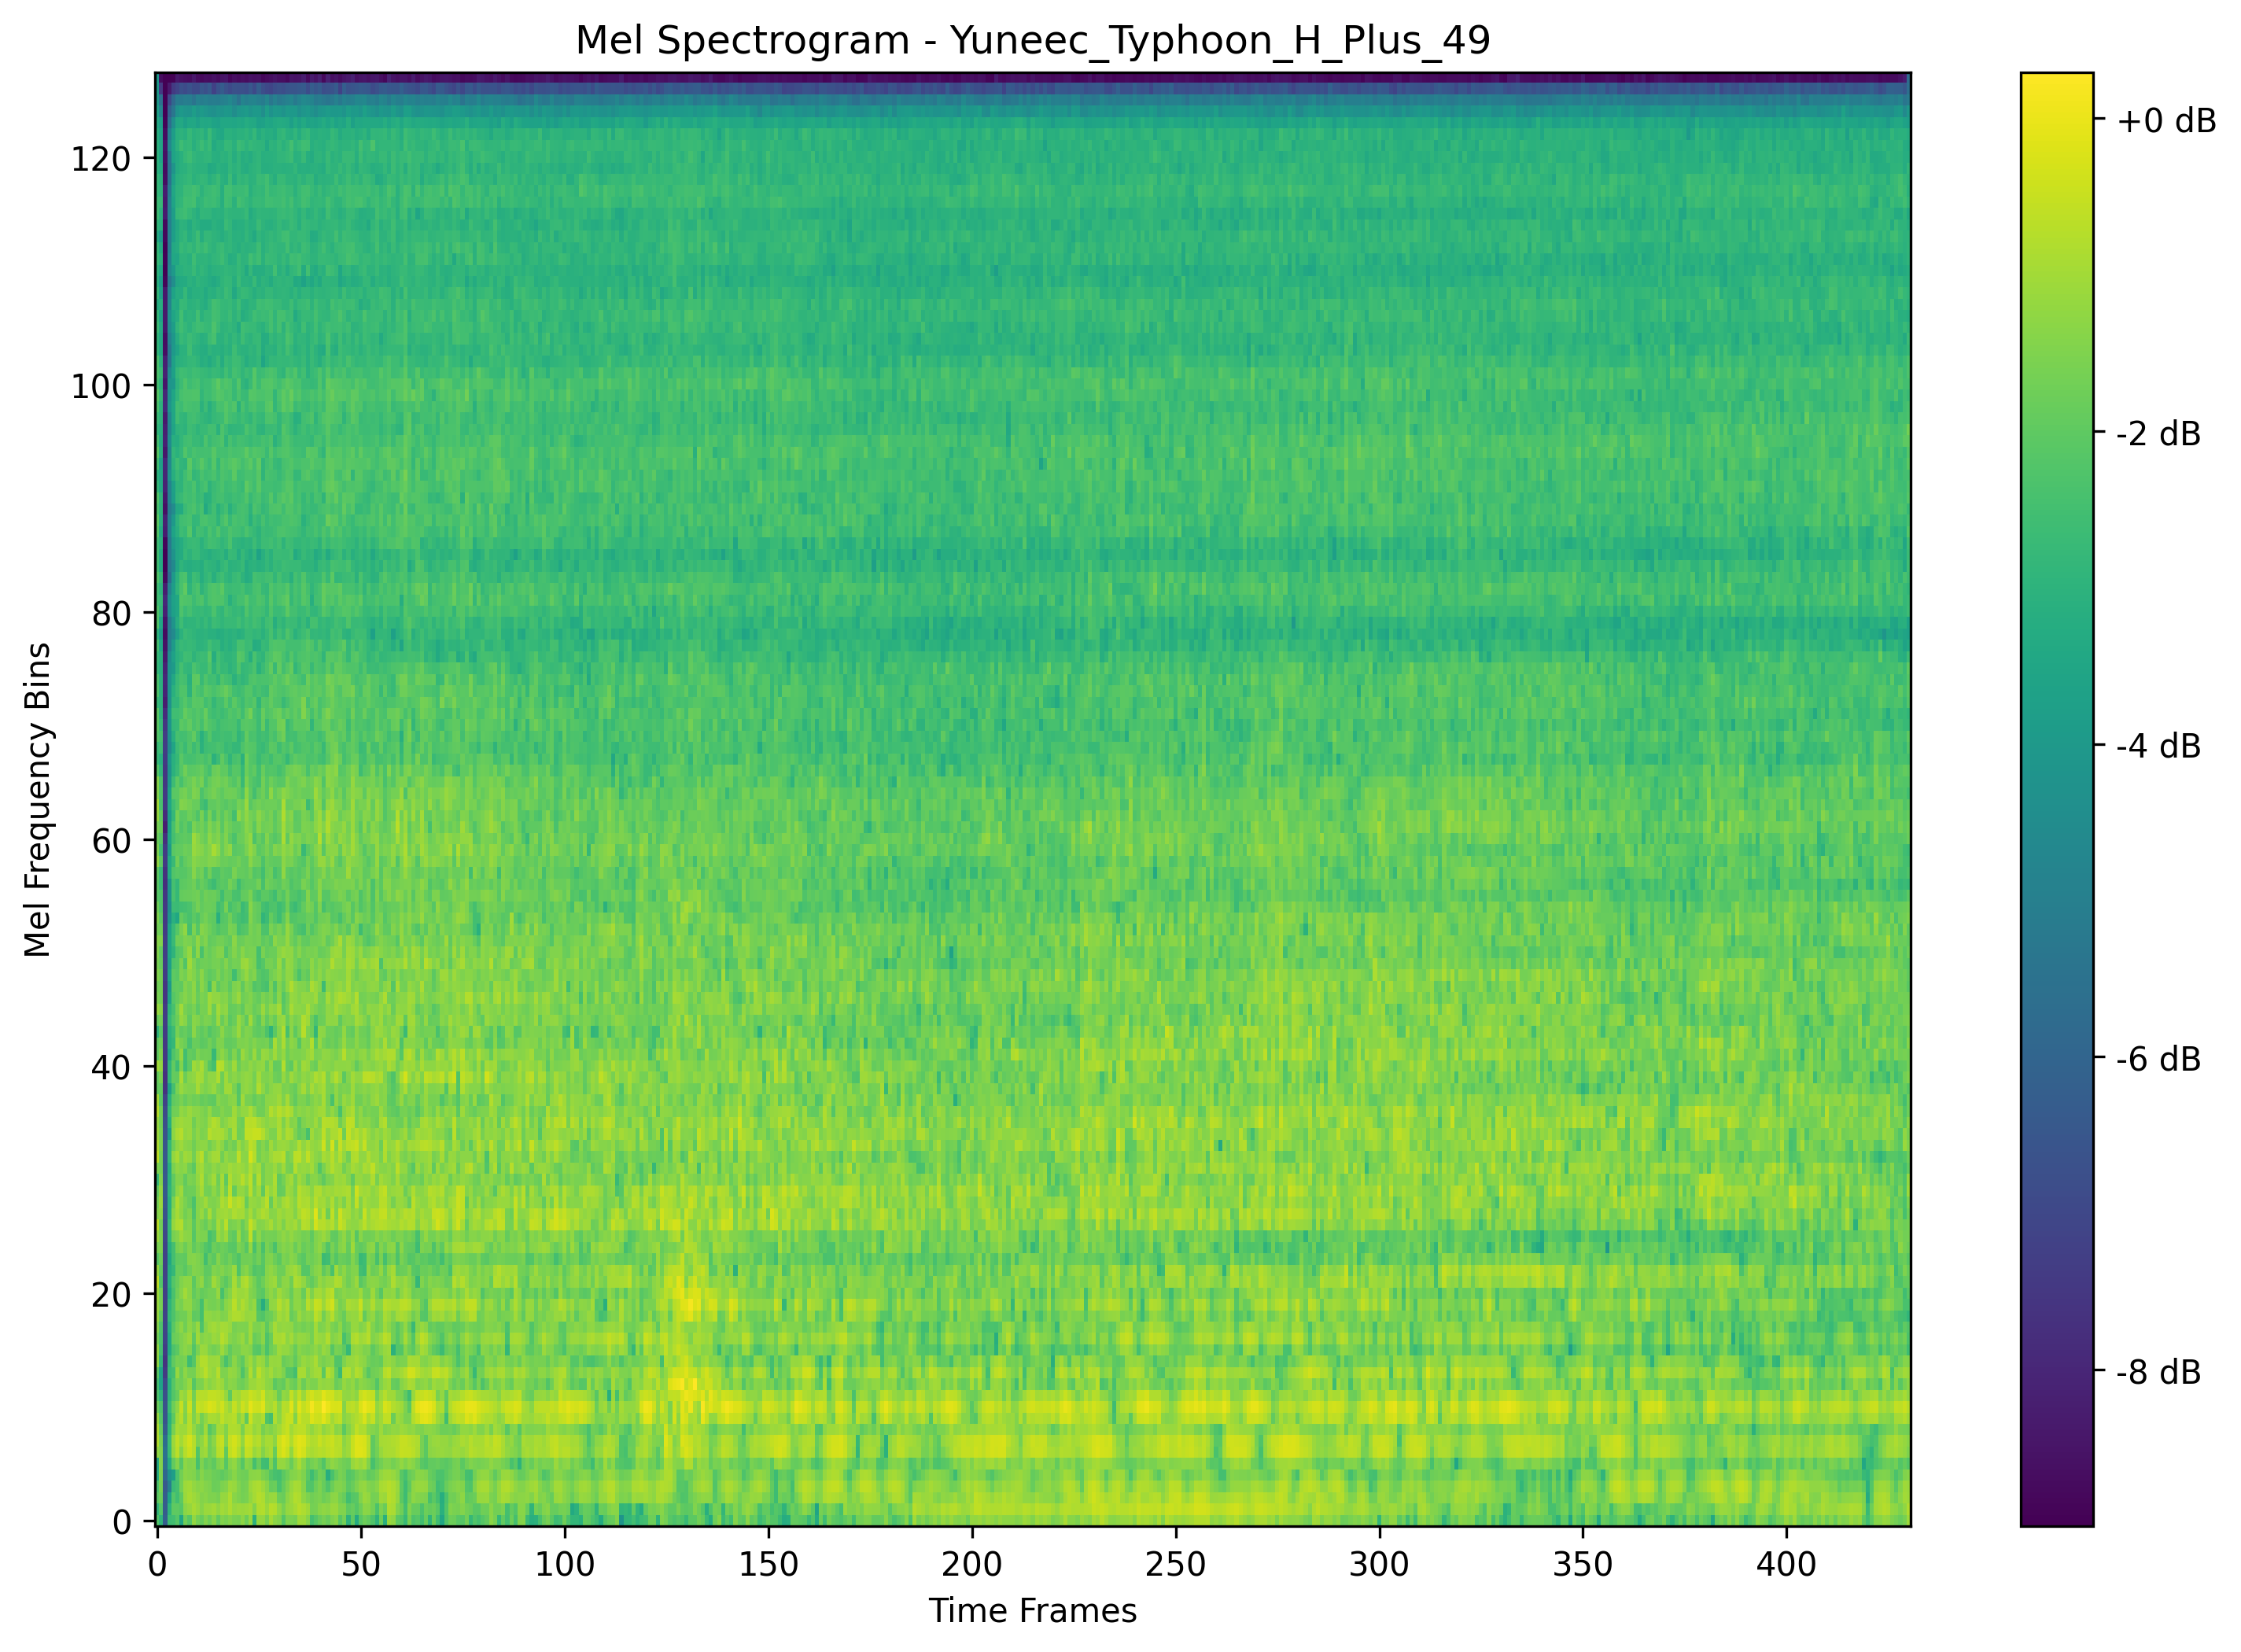 Mel Spectrogram - Yuneec_Typhoon_H_Plus_49
Mel Frequency Bins
120
100
80
60
40
20
0
0 50 100 150 200 250 300 350 400
Time Frames
+0 dB
-2 dB
-4 dB
-6 dB
-8 dB